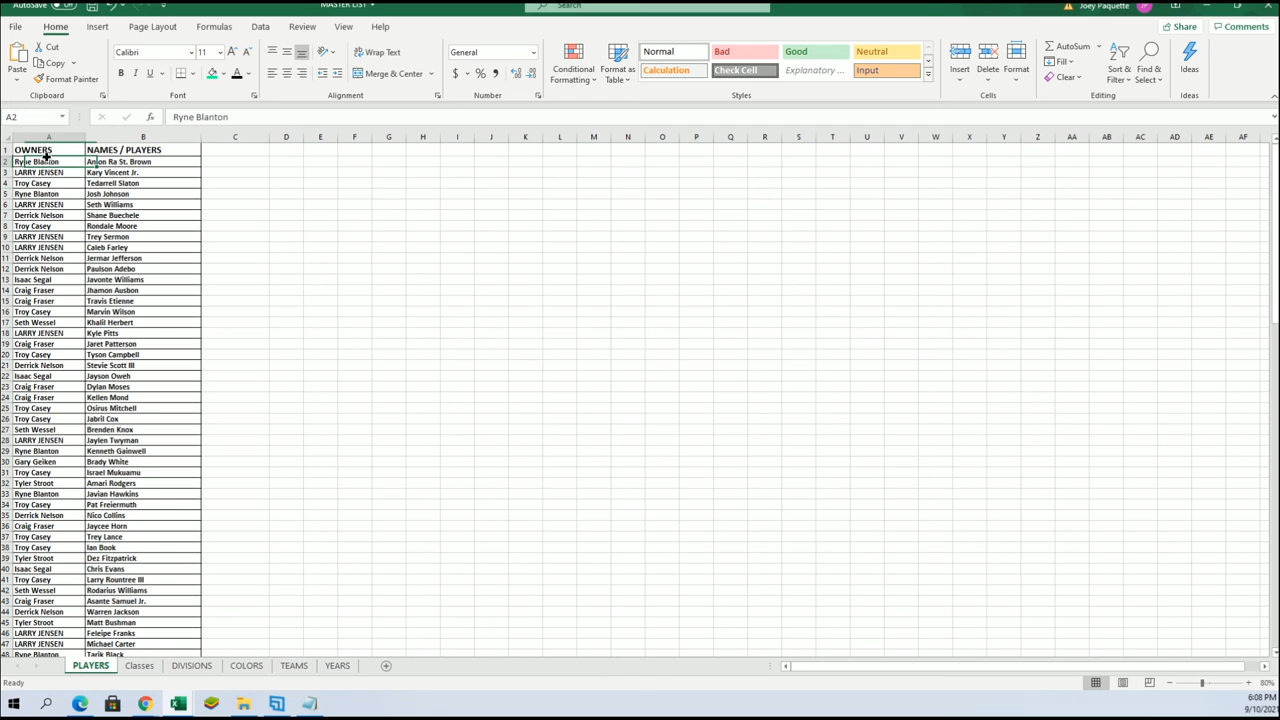 AutoSave
MASTER LIST
Search
Joey Paquette
JP
File Home Insert Page Layout Formulas Data Review View Help
Share Comments
Paste
Cut
Copy
Format Painter
Clipboard
Calibri 11
B I U
Font
Wrap Text
Merge & Center
Alignment
General
$ % ,
Number
Conditional Formatting
Format as Table
Normal Bad Good Neutral
Calculation Check Cell Explanatory ... Input
Styles
Insert Delete Format
Cells
AutoSum
Fill
Clear
Sort & Filter
Find & Select
Editing
Ideas
Ideas
A2 fx Ryne Blanton
A B C D E F G H I J K L M N O P Q R S T U V W X Y Z AA AB AC AD AE AF
1 OWNERS NAMES / PLAYERS
2 Ryne Blanton Amon Ra St. Brown
3 LARRY JENSEN Kary Vincent Jr.
4 Troy Casey Tedarrell Slaton
5 Ryne Blanton Josh Johnson
6 LARRY JENSEN Seth Williams
7 Derrick Nelson Shane Buechele
8 Troy Casey Rondale Moore
9 LARRY JENSEN Trey Sermon
10 LARRY JENSEN Caleb Farley
11 Derrick Nelson Jermar Jefferson
12 Derrick Nelson Paulson Adebo
13 Isaac Segal Javonte Williams
14 Craig Fraser Jhamon Ausbon
15 Craig Fraser Travis Etienne
16 Troy Casey Marvin Wilson
17 Seth Wessel Khalil Herbert
18 LARRY JENSEN Kyle Pitts
19 Craig Fraser Jaret Patterson
20 Troy Casey Tyson Campbell
21 Derrick Nelson Stevie Scott III
22 Isaac Segal Jayson Oweh
23 Craig Fraser Dylan Moses
24 Craig Fraser Kellen Mond
25 Troy Casey Osirus Mitchell
26 Troy Casey Jabril Cox
27 Seth Wessel Brenden Knox
28 LARRY JENSEN Jaylen Twyman
29 Ryne Blanton Kenneth Gainwell
30 Gary Geiken Brady White
31 Troy Casey Israel Mukuamu
32 Tyler Stroot Amari Rodgers
33 Ryne Blanton Javian Hawkins
34 Troy Casey Pat Freiermuth
35 Derrick Nelson Nico Collins
36 Craig Fraser Jaycee Horn
37 Troy Casey Trey Lance
38 Troy Casey Ian Book
39 Tyler Stroot Dez Fitzpatrick
40 Isaac Segal Chris Evans
41 Troy Casey Larry Rountree III
42 Seth Wessel Rodarius Williams
43 Craig Fraser Asante Samuel Jr.
44 Derrick Nelson Warren Jackson
45 Tyler Stroot Matt Bushman
46 LARRY JENSEN Feleipe Franks
47 LARRY JENSEN Michael Carter
48 Ryne Blanton Tarik Black
PLAYERS Classes DIVISIONS COLORS TEAMS YEARS
Ready
80%
6:08 PM
9/10/2021